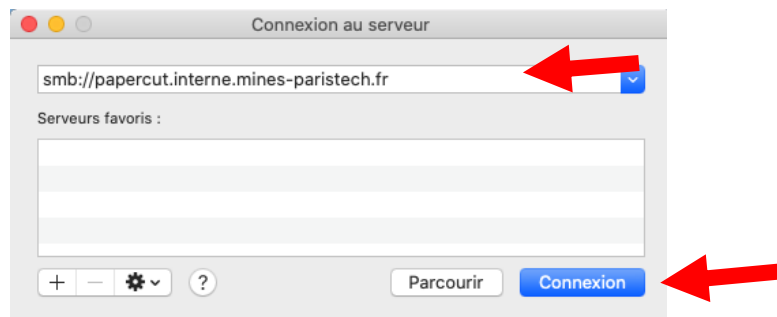 Connexion au serveur
smb://papercut.interne.mines-paristech.fr
Serveurs favoris :
+ − ?
Parcourir Connexion